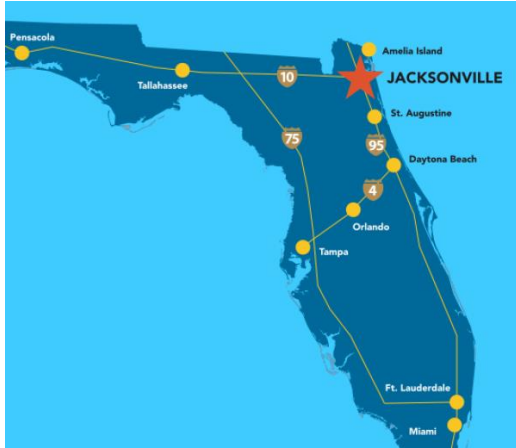 Pensacola
Amelia Island
JACKSONVILLE
10
Tallahassee
St. Augustine
75
95
Daytona Beach
4
Orlando
Tampa
Ft. Lauderdale
Miami